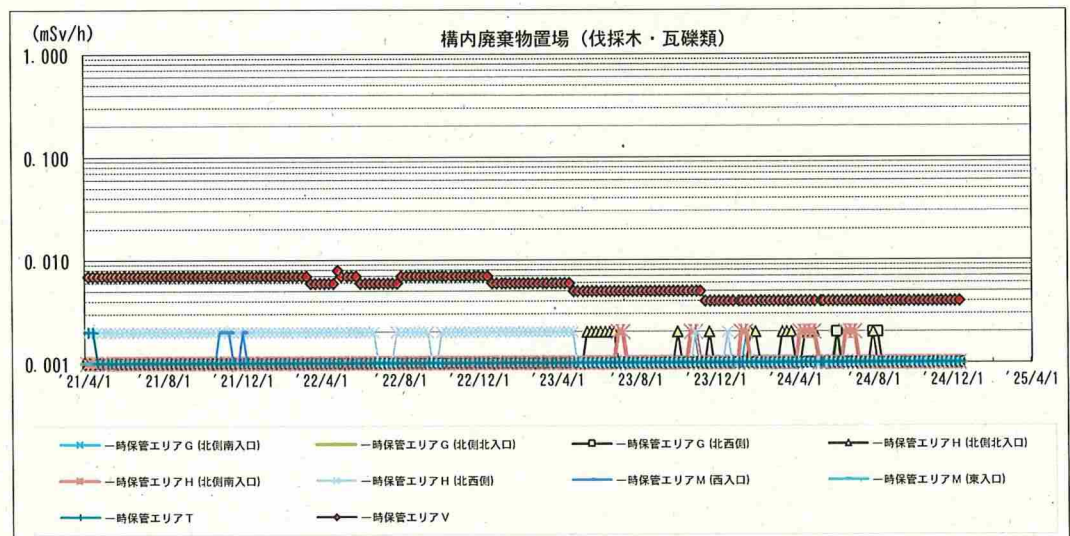 (mSv/h)
構内廃棄物置場（伐採木・瓦礫類）
1.000
0.100
0.010
0.001
'21/4/1 '21/8/1 '21/12/1 '22/4/1 '22/8/1 '22/12/1 '23/4/1 '23/8/1 '23/12/1 '24/4/1 '24/8/1 '24/12/1 '25/4/1
一時保管エリアG (北側南入口) 一時保管エリアG (北側北入口) 一時保管エリアG (北西側) 一時保管エリアH (北側北入口)
一時保管エリアH (北側南入口) 一時保管エリアH (北西側) 一時保管エリアM (西入口) 一時保管エリアM (東入口)
一時保管エリアT 一時保管エリアV